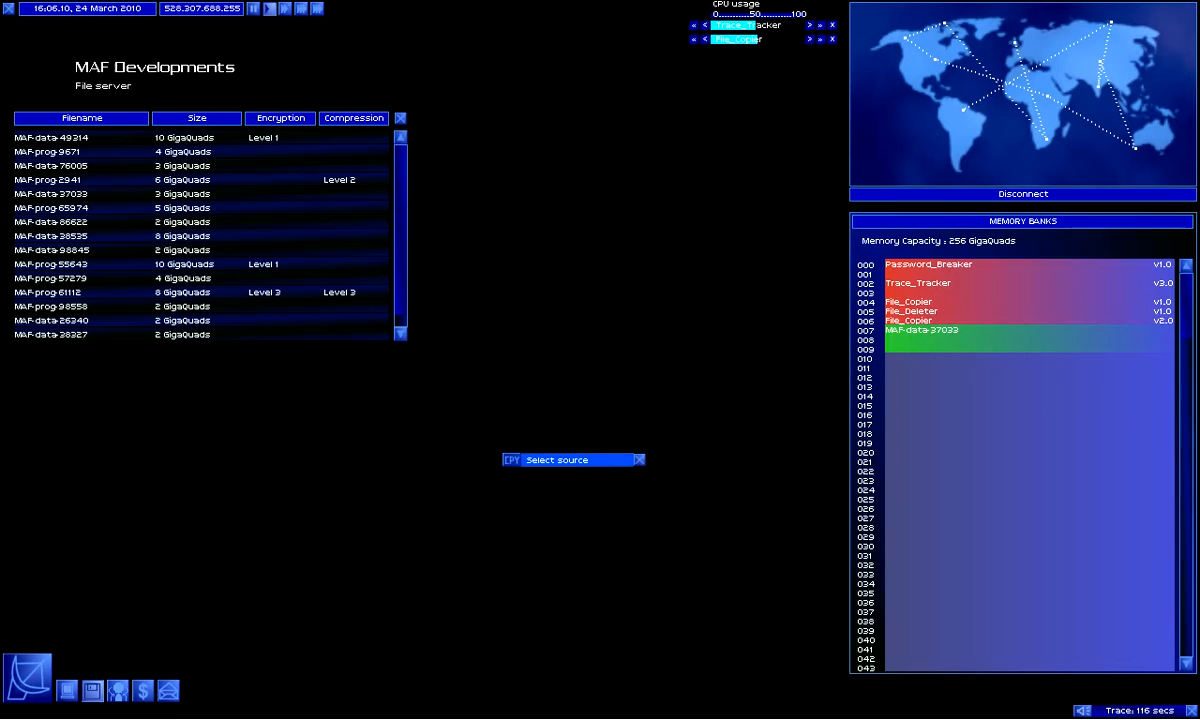 16:06.10, 24 March 2010
528.307.688.255
CPU usage
0............50............100
« < Trace_Tracker > » x
« < File_Copier > » x
MAF Developments
File server
Filename Size Encryption Compression
MAF-data-49314 10 GigaQuads Level 1
MAF-prog-9671 4 GigaQuads
MAF-data-76005 3 GigaQuads
MAF-prog-2941 6 GigaQuads Level 2
MAF-data-37033 3 GigaQuads
MAF-prog-65974 5 GigaQuads
MAF-data-86622 2 GigaQuads
MAF-data-38535 8 GigaQuads
MAF-data-98845 2 GigaQuads
MAF-prog-55643 10 GigaQuads Level 1
MAF-prog-57279 4 GigaQuads
MAF-prog-61112 8 GigaQuads Level 3 Level 3
MAF-prog-98558 2 GigaQuads
MAF-data-26340 2 GigaQuads
MAF-data-38327 2 GigaQuads
CPY Select source
Disconnect
MEMORY BANKS
Memory Capacity : 256 GigaQuads
000 Password_Breaker v1.0
001
002 Trace_Tracker v3.0
003
004 File_Copier v1.0
005 File_Deleter v1.0
006 File_Copier v2.0
007 MAF-data-37033
008
009
010
011
012
013
014
015
016
017
018
019
020
021
022
023
024
025
026
027
028
029
030
031
032
033
034
035
036
037
038
039
040
041
042
043
$
Trace: 116 secs